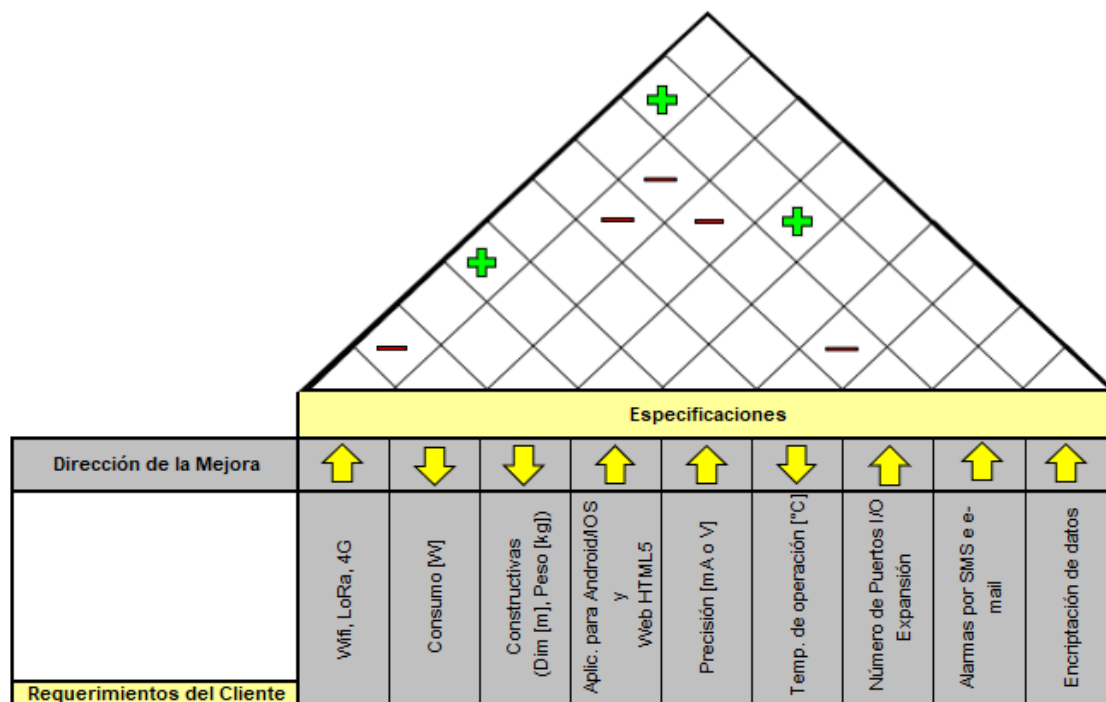 Especificaciones
Dirección de la Mejora
Wifi, LoRa, 4G
Consumo [W]
Constructivas
(Dim [m], Peso [kg])
Aplic. para Android/IOS
y
Web HTML5
Precisión [mA o V]
Temp. de operación [°C]
Número de Puertos I/O
Expansión
Alarmas por SMS e e-
mail
Encriptación de datos
Requerimientos del Cliente